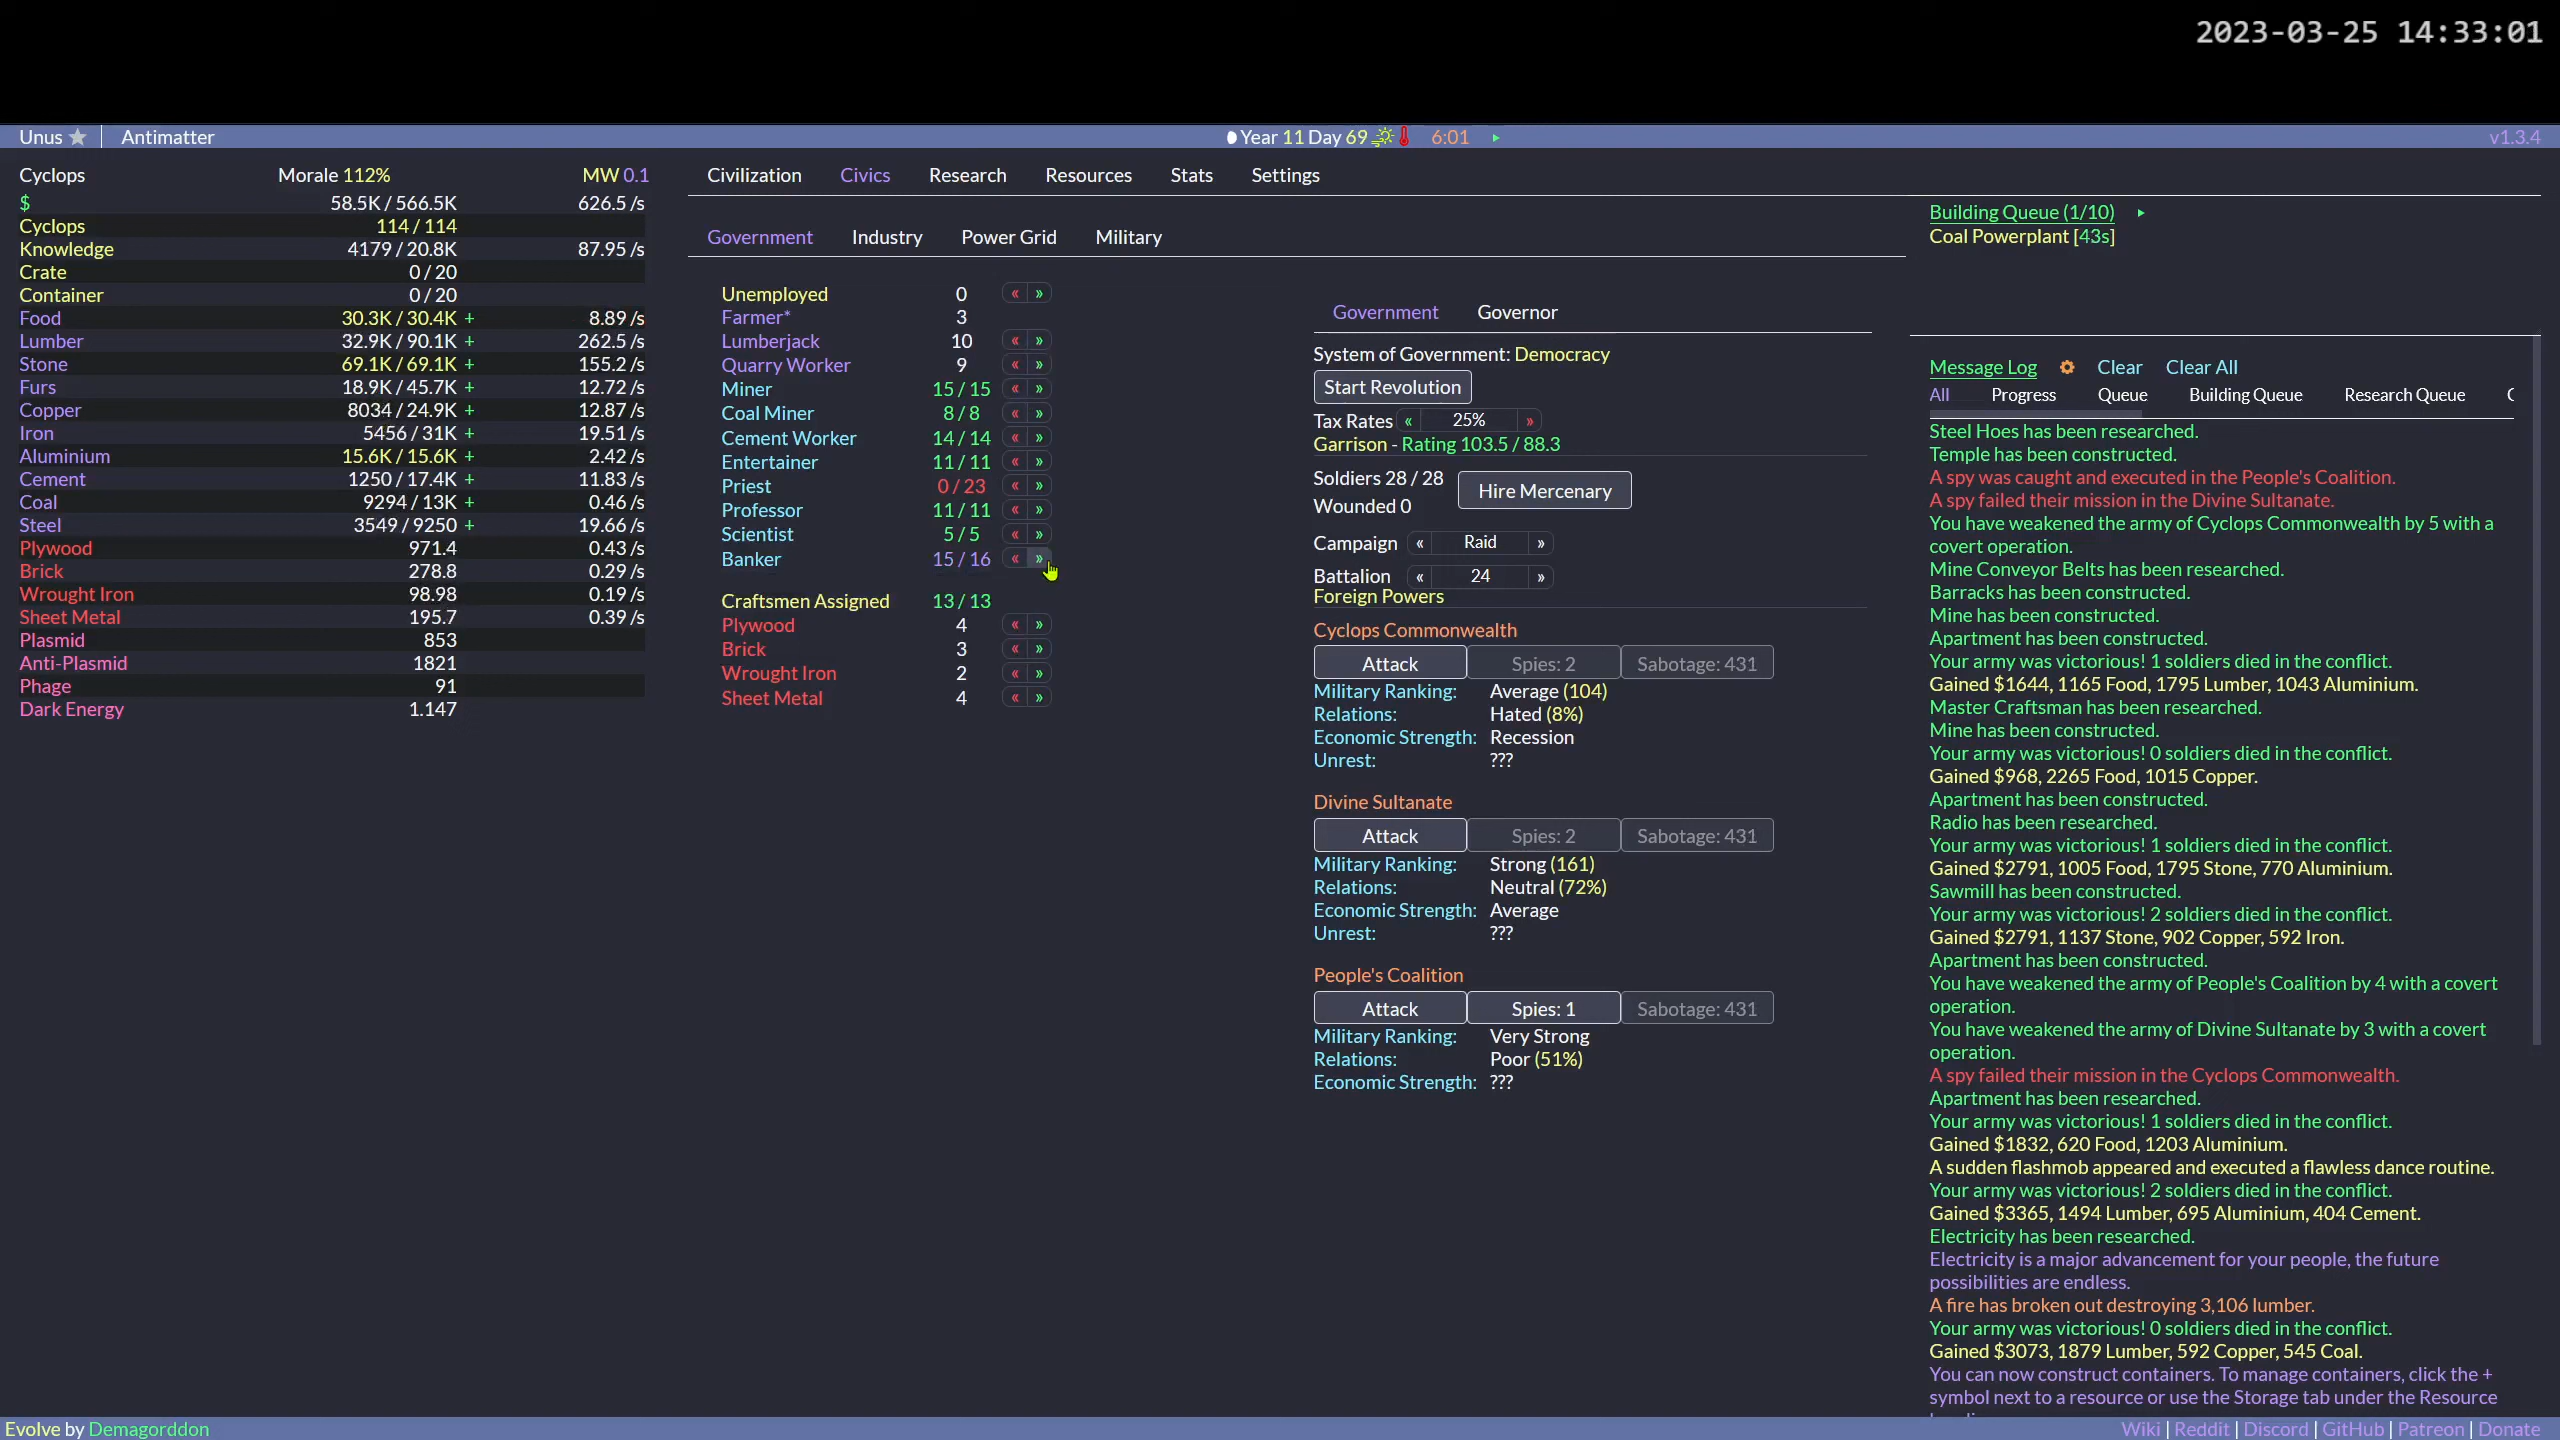 2023-03-25 14:33:01
Unus ★ | Antimatter
Year 11 Day 69 6:01
v1.3.4
Cyclops Morale 112% MW 0.1
$ 58.5K / 566.5K 626.5 /s
Cyclops 114 / 114
Knowledge 4179 / 20.8K 87.95 /s
Crate 0 / 20
Container 0 / 20
Food 30.3K / 30.4K + 8.89 /s
Lumber 32.9K / 90.1K + 262.5 /s
Stone 69.1K / 69.1K + 155.2 /s
Furs 18.9K / 45.7K + 12.72 /s
Copper 8034 / 24.9K + 12.87 /s
Iron 5456 / 31K + 19.51 /s
Aluminium 15.6K / 15.6K + 2.42 /s
Cement 1250 / 17.4K + 11.83 /s
Coal 9294 / 13K + 0.46 /s
Steel 3549 / 9250 + 19.66 /s
Plywood 971.4 0.43 /s
Brick 278.8 0.29 /s
Wrought Iron 98.98 0.19 /s
Sheet Metal 195.7 0.39 /s
Plasmid 853
Anti-Plasmid 1821
Phage 91
Dark Energy 1.147
Civilization Civics Research Resources Stats Settings
Government Industry Power Grid Military
Unemployed 0 « »
Farmer* 3
Lumberjack 10 « »
Quarry Worker 9 « »
Miner 15 / 15 « »
Coal Miner 8 / 8 « »
Cement Worker 14 / 14 « »
Entertainer 11 / 11 « »
Priest 0 / 23 « »
Professor 11 / 11 « »
Scientist 5 / 5 « »
Banker 15 / 16 « »
Craftsmen Assigned 13 / 13
Plywood 4 « »
Brick 3 « »
Wrought Iron 2 « »
Sheet Metal 4 « »
Government Governor
System of Government: Democracy
Start Revolution
Tax Rates « 25% »
Garrison - Rating 103.5 / 88.3
Soldiers 28 / 28
Hire Mercenary
Wounded 0
Campaign « Raid »
Battalion « 24 »
Foreign Powers
Cyclops Commonwealth
Attack Spies: 2 Sabotage: 431
Military Ranking: Average (104)
Relations: Hated (8%)
Economic Strength: Recession
Unrest: ???
Divine Sultanate
Attack Spies: 2 Sabotage: 431
Military Ranking: Strong (161)
Relations: Neutral (72%)
Economic Strength: Average
Unrest: ???
People's Coalition
Attack Spies: 1 Sabotage: 431
Military Ranking: Very Strong
Relations: Poor (51%)
Economic Strength: ???
Building Queue (1/10)
Coal Powerplant [43s]
Message Log Clear Clear All
All Progress Queue Building Queue Research Queue
Steel Hoes has been researched.
Temple has been constructed.
A spy was caught and executed in the People's Coalition.
A spy failed their mission in the Divine Sultanate.
You have weakened the army of Cyclops Commonwealth by 5 with a
covert operation.
Mine Conveyor Belts has been researched.
Barracks has been constructed.
Mine has been constructed.
Apartment has been constructed.
Your army was victorious! 1 soldiers died in the conflict.
Gained $1644, 1165 Food, 1795 Lumber, 1043 Aluminium.
Master Craftsman has been researched.
Mine has been constructed.
Your army was victorious! 0 soldiers died in the conflict.
Gained $968, 2265 Food, 1015 Copper.
Apartment has been constructed.
Radio has been researched.
Your army was victorious! 1 soldiers died in the conflict.
Gained $2791, 1005 Food, 1795 Stone, 770 Aluminium.
Sawmill has been constructed.
Your army was victorious! 2 soldiers died in the conflict.
Gained $2791, 1137 Stone, 902 Copper, 592 Iron.
Apartment has been constructed.
You have weakened the army of People's Coalition by 4 with a covert
operation.
You have weakened the army of Divine Sultanate by 3 with a covert
operation.
A spy failed their mission in the Cyclops Commonwealth.
Apartment has been researched.
Your army was victorious! 1 soldiers died in the conflict.
Gained $1832, 620 Food, 1203 Aluminium.
A sudden flashmob appeared and executed a flawless dance routine.
Your army was victorious! 2 soldiers died in the conflict.
Gained $3365, 1494 Lumber, 695 Aluminium, 404 Cement.
Electricity has been researched.
Electricity is a major advancement for your people, the future
possibilities are endless.
A fire has broken out destroying 3,106 lumber.
Your army was victorious! 0 soldiers died in the conflict.
Gained $3073, 1879 Lumber, 592 Copper, 545 Coal.
You can now construct containers. To manage containers, click the +
symbol next to a resource or use the Storage tab under the Resource
Evolve by Demagorddon
Wiki | Reddit | Discord | GitHub | Patreon | Donate